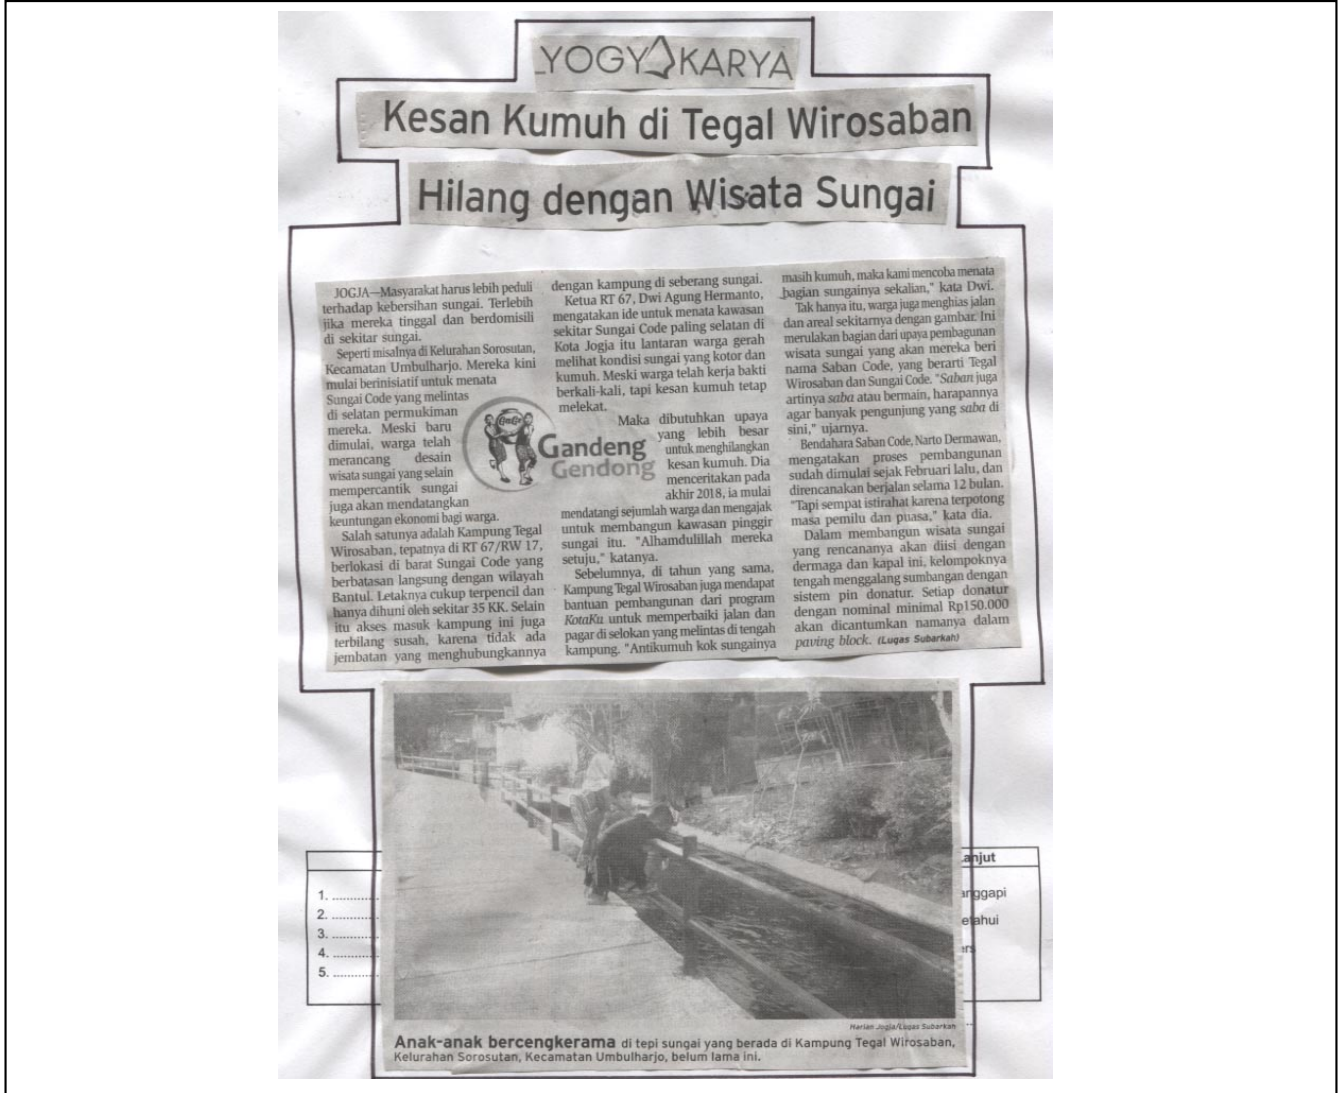 YOGYAKARYA
Kesan Kumuh di Tegal Wirosaban
Hilang dengan Wisata Sungai
JOGJA—Masyarakat harus lebih peduli
terhadap kebersihan sungai. Terlebih
jika mereka tinggal dan berdomisili
di sekitar sungai.
Seperti misalnya di Kelurahan Sorosutan,
Kecamatan Umbulharjo. Mereka kini
mulai berinisiatif untuk menata
Sungai Code yang melintas
di selatan permukiman
mereka. Meski baru
dimulai, warga telah
merancang desain
wisata sungai yang selain
mempercantik sungai
juga akan mendatangkan
keuntungan ekonomi bagi warga.
Salah satunya adalah Kampung Tegal
Wirosaban, tepatnya di RT 67/RW 17,
berlokasi di barat Sungai Code yang
berbatasan langsung dengan wilayah
Bantul. Letaknya cukup terpencil dan
hanya dihuni oleh sekitar 35 KK. Selain
itu akses masuk kampung ini juga
terbilang susah, karena tidak ada
jembatan yang menghubungkannya
Gandeng
Gendong
dengan kampung di seberang sungai.
Ketua RT 67, Dwi Agung Hermanto,
mengatakan ide untuk menata kawasan
sekitar Sungai Code paling selatan di
Kota Jogja itu lantaran warga gerah
melihat kondisi sungai yang kotor dan
kumuh. Meski warga telah kerja bakti
berkali-kali, tapi kesan kumuh tetap
melekat.
Maka dibutuhkan upaya
yang lebih besar
untuk menghilangkan
kesan kumuh. Dia
menceritakan pada
akhir 2018, ia mulai
mendatangi sejumlah warga dan mengajak
untuk membangun kawasan pinggir
sungai itu. "Alhamdulillah mereka
setuju," katanya.
Sebelumnya, di tahun yang sama,
Kampung Tegal Wirosaban juga mendapat
bantuan pembangunan dari program
KotaKu untuk memperbaiki jalan dan
pagar di selokan yang melintas di tengah
kampung. "Antikumuh kok sungainya
masih kumuh, maka kami mencoba menata
bagian sungainya sekalian," kata Dwi.
Tak hanya itu, warga juga menghias jalan
dan areal sekitarnya dengan gambar. Ini
merulakan bagian dari upaya pembagunan
wisata sungai yang akan mereka beri
nama Saban Code, yang berarti Tegal
Wirosaban dan Sungai Code. "Saban juga
artinya saba atau bermain, harapannya
agar banyak pengunjung yang saba di
sini," ujarnya.
Bendahara Saban Code, Narto Dermawan,
mengatakan proses pembangunan
sudah dimulai sejak Februari lalu, dan
direncanakan berjalan selama 12 bulan.
"Tapi sempat istirahat karena terpotong
masa pemilu dan puasa," kata dia.
Dalam membangun wisata sungai
yang rencananya akan diisi dengan
dermaga dan kapal ini, kelompoknya
tengah menggalang sumbangan dengan
sistem pin donatur. Setiap donatur
dengan nominal minimal Rp150.000
akan dicantumkan namanya dalam
paving block. (Lugas Subarkah)
anjut
1. ............ anggapi
2. ............ etahui
3. ............ ers
4. ............
5. ............
Harian Jogja/Lugas Subarkah
Anak-anak bercengkerama di tepi sungai yang berada di Kampung Tegal Wirosaban,
Kelurahan Sorosutan, Kecamatan Umbulharjo, belum lama ini.